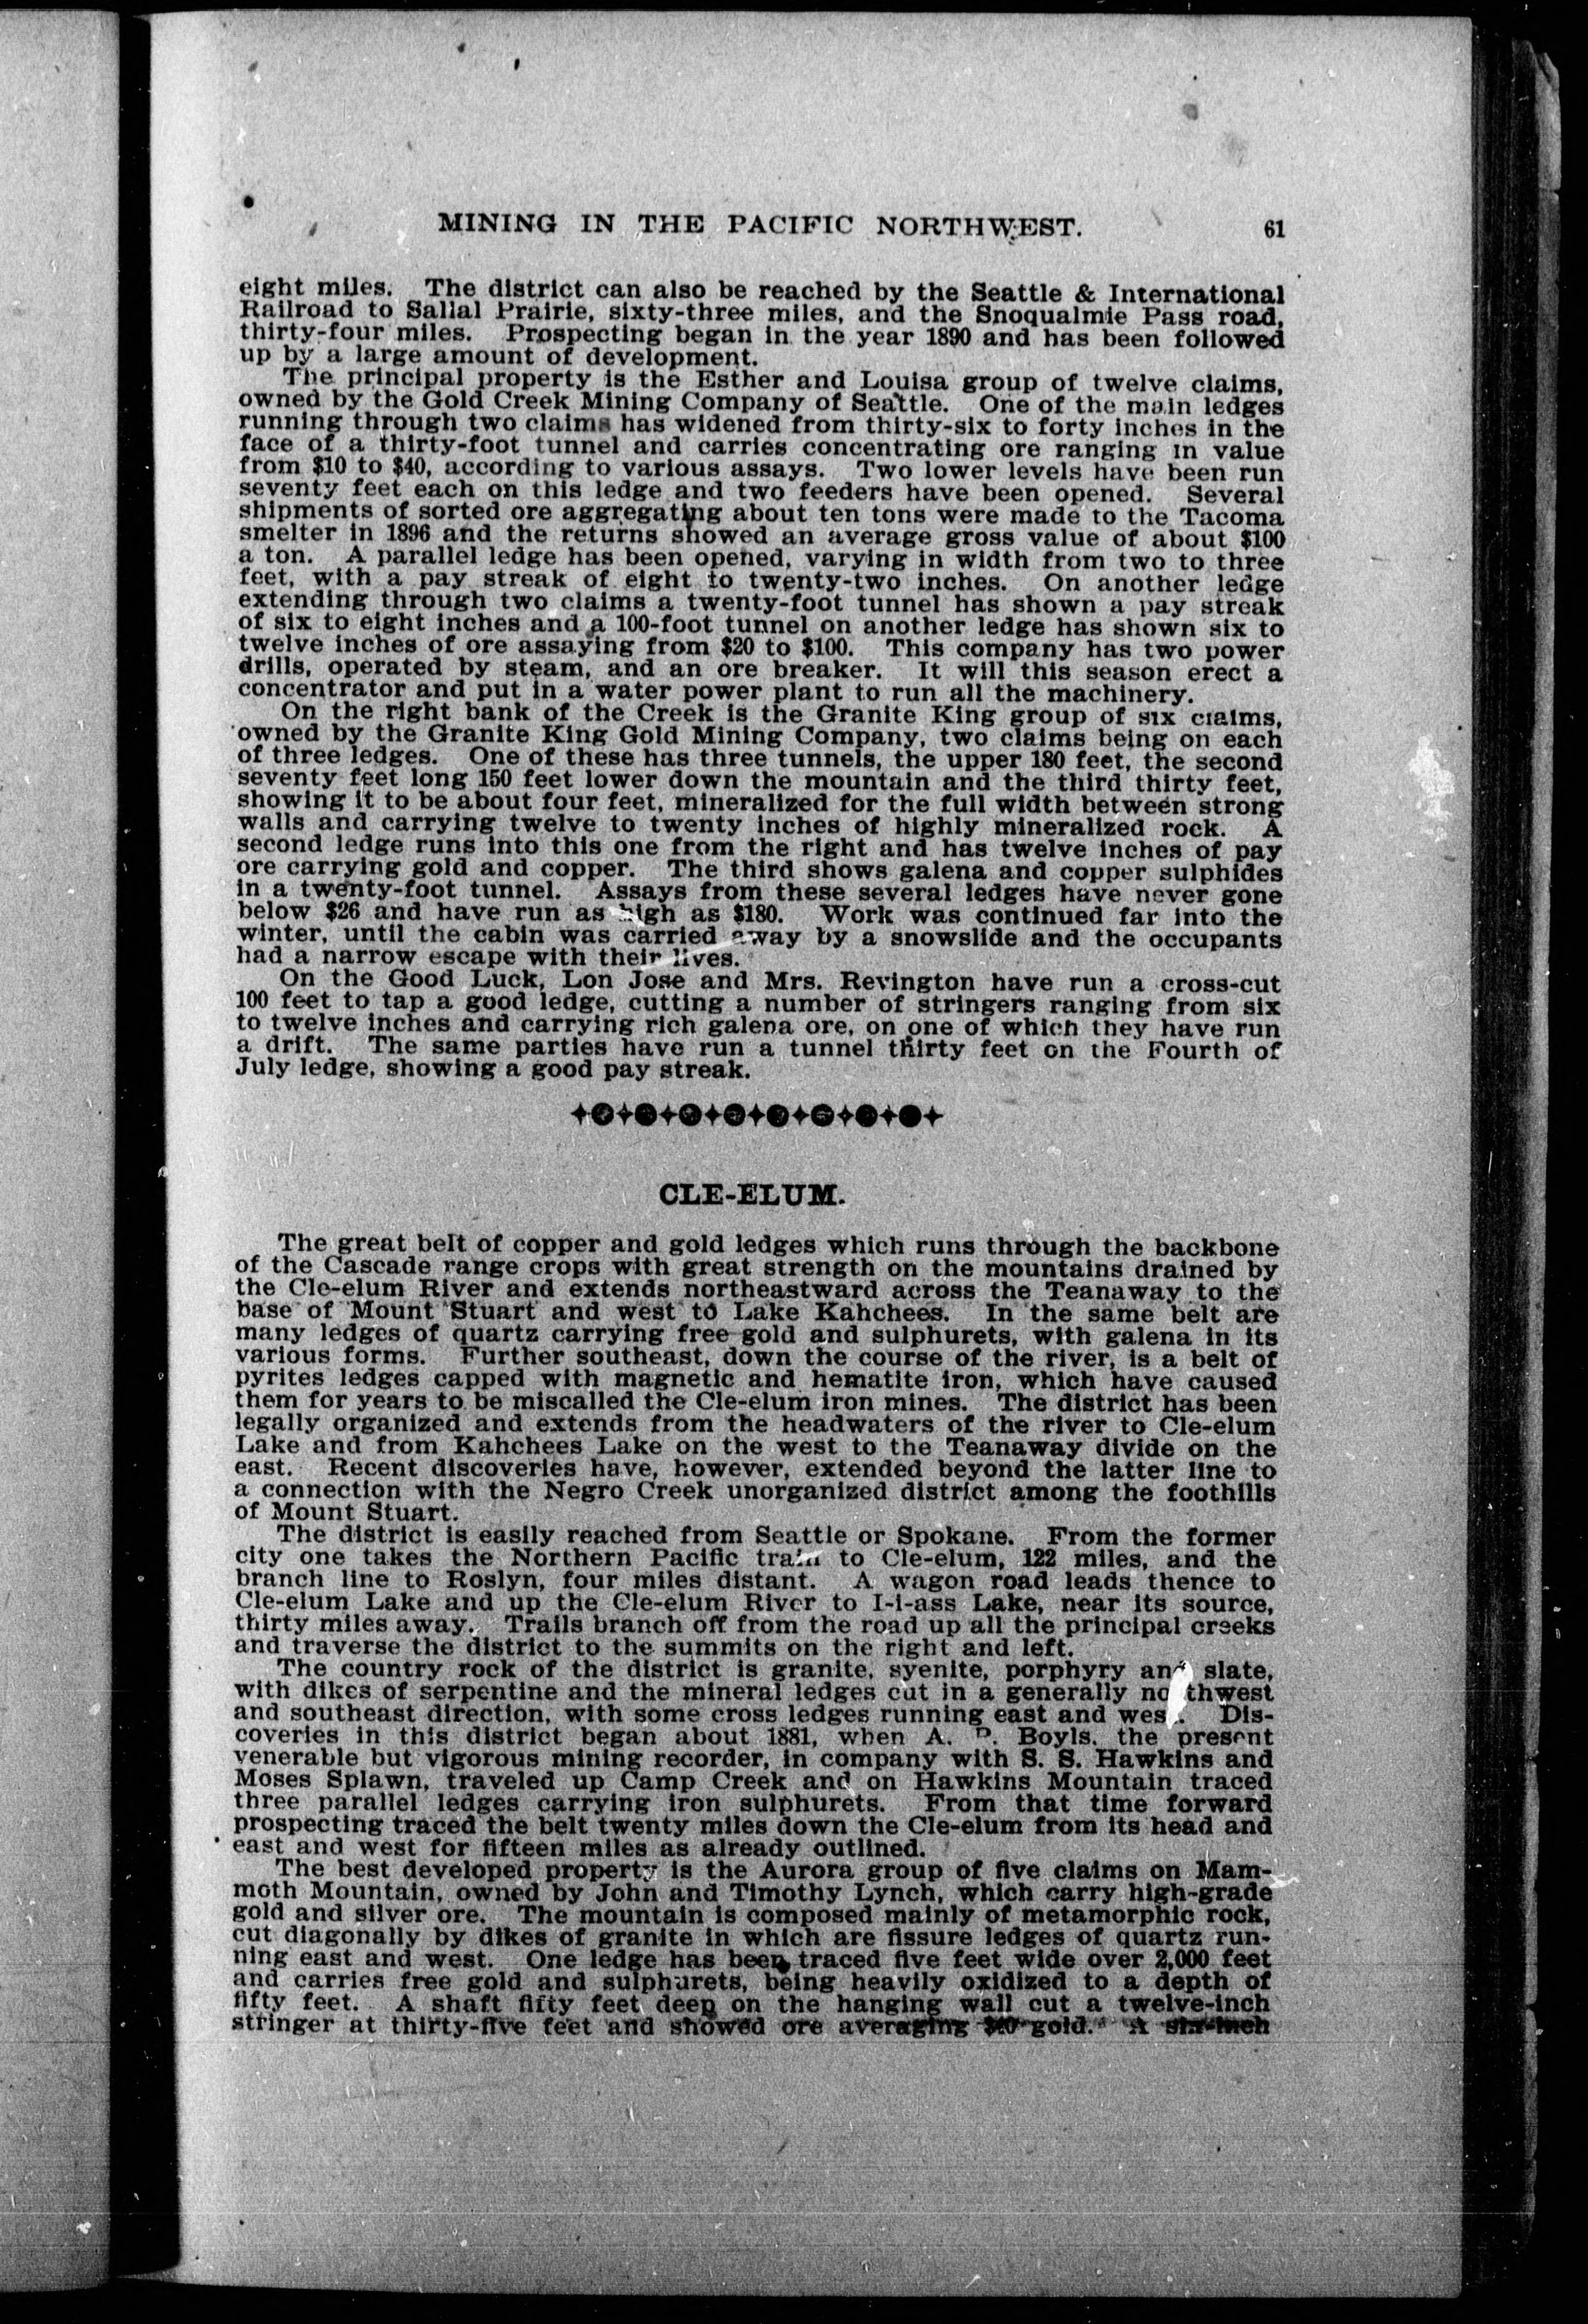 MINING IN THE PACIFIC NORTHWEST. 61
eight miles. The district can also be reached by the Seattle & International
Railroad to Sallal Prairie, sixty-three miles, and the Snoqualmie Pass road,
thirty-four miles. Prospecting began in the year 1890 and has been followed
up by a large amount of development.
The principal property is the Esther and Louisa group of twelve claims,
owned by the Gold Creek Mining Company of Seattle. One of the main ledges
running through two claims has widened from thirty-six to forty inches in the
face of a thirty-foot tunnel and carries concentrating ore ranging in value
from $10 to $40, according to various assays. Two lower levels have been run
seventy feet each on this ledge and two feeders have been opened. Several
shipments of sorted ore aggregating about ten tons were made to the Tacoma
smelter in 1896 and the returns showed an average gross value of about $100
a ton. A parallel ledge has been opened, varying in width from two to three
feet, with a pay streak of eight to twenty-two inches. On another ledge
extending through two claims a twenty-foot tunnel has shown a pay streak
of six to eight inches and a 100-foot tunnel on another ledge has shown six to
twelve inches of ore assaying from $20 to $100. This company has two power
drills, operated by steam, and an ore breaker. It will this season erect a
concentrator and put in a water power plant to run all the machinery.
On the right bank of the Creek is the Granite King group of six claims,
owned by the Granite King Gold Mining Company, two claims being on each
of three ledges. One of these has three tunnels, the upper 180 feet, the second
seventy feet long 150 feet lower down the mountain and the third thirty feet,
showing it to be about four feet, mineralized for the full width between strong
walls and carrying twelve to twenty inches of highly mineralized rock. A
second ledge runs into this one from the right and has twelve inches of pay
ore carrying gold and copper. The third shows galena and copper sulphides
in a twenty-foot tunnel. Assays from these several ledges have never gone
below $26 and have run as high as $180. Work was continued far into the
winter, until the cabin was carried away by a snowslide and the occupants
had a narrow escape with their lives.
On the Good Luck, Lon Jose and Mrs. Revington have run a cross-cut
100 feet to tap a good ledge, cutting a number of stringers ranging from six
to twelve inches and carrying rich galena ore, on one of which they have run
a drift. The same parties have run a tunnel thirty feet on the Fourth of
July ledge, showing a good pay streak.
CLE-ELUM.
The great belt of copper and gold ledges which runs through the backbone
of the Cascade range crops with great strength on the mountains drained by
the Cle-elum River and extends northeastward across the Teanaway to the
base of Mount Stuart and west to Lake Kahchees. In the same belt are
many ledges of quartz carrying free gold and sulphurets, with galena in its
various forms. Further southeast, down the course of the river, is a belt of
pyrites ledges capped with magnetic and hematite iron, which have caused
them for years to be miscalled the Cle-elum iron mines. The district has been
legally organized and extends from the headwaters of the river to Cle-elum
Lake and from Kahchees Lake on the west to the Teanaway divide on the
east. Recent discoveries have, however, extended beyond the latter line to
a connection with the Negro Creek unorganized district among the foothills
of Mount Stuart.
The district is easily reached from Seattle or Spokane. From the former
city one takes the Northern Pacific train to Cle-elum, 122 miles, and the
branch line to Roslyn, four miles distant. A wagon road leads thence to
Cle-elum Lake and up the Cle-elum River to I-i-ass Lake, near its source,
thirty miles away. Trails branch off from the road up all the principal creeks
and traverse the district to the summits on the right and left.
The country rock of the district is granite, syenite, porphyry and slate,
with dikes of serpentine and the mineral ledges cut in a generally northwest
and southeast direction, with some cross ledges running east and west. Dis-
coveries in this district began about 1881, when A. P. Boyls, the present
venerable but vigorous mining recorder, in company with S. S. Hawkins and
Moses Splawn, traveled up Camp Creek and on Hawkins Mountain traced
three parallel ledges carrying iron sulphurets. From that time forward
prospecting traced the belt twenty miles down the Cle-elum from its head and
east and west for fifteen miles as already outlined.
The best developed property is the Aurora group of five claims on Mam-
moth Mountain, owned by John and Timothy Lynch, which carry high-grade
gold and silver ore. The mountain is composed mainly of metamorphic rock,
cut diagonally by dikes of granite in which are fissure ledges of quartz run-
ning east and west. One ledge has been traced five feet wide over 2,000 feet
and carries free gold and sulphurets, being heavily oxidized to a depth of
fifty feet. A shaft fifty feet deep on the hanging wall cut a twelve-inch
stringer at thirty-five feet and showed ore averaging gold. A six-inch